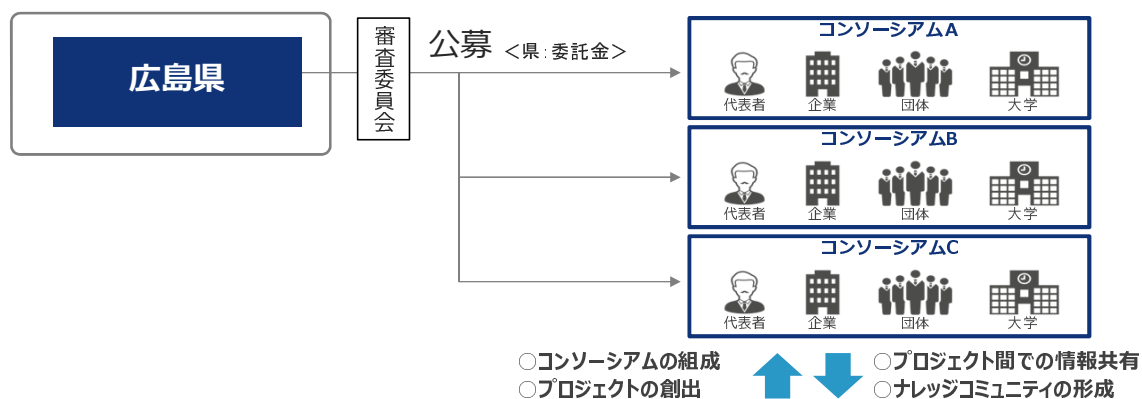 広島県
審査委員会
公募 <県:委託金>
コンソーシアムA
代表者 企業 団体 大学
コンソーシアムB
代表者 企業 団体 大学
コンソーシアムC
代表者 企業 団体 大学
○コンソーシアムの組成
○プロジェクトの創出
○プロジェクト間での情報共有
○ナレッジコミュニティの形成